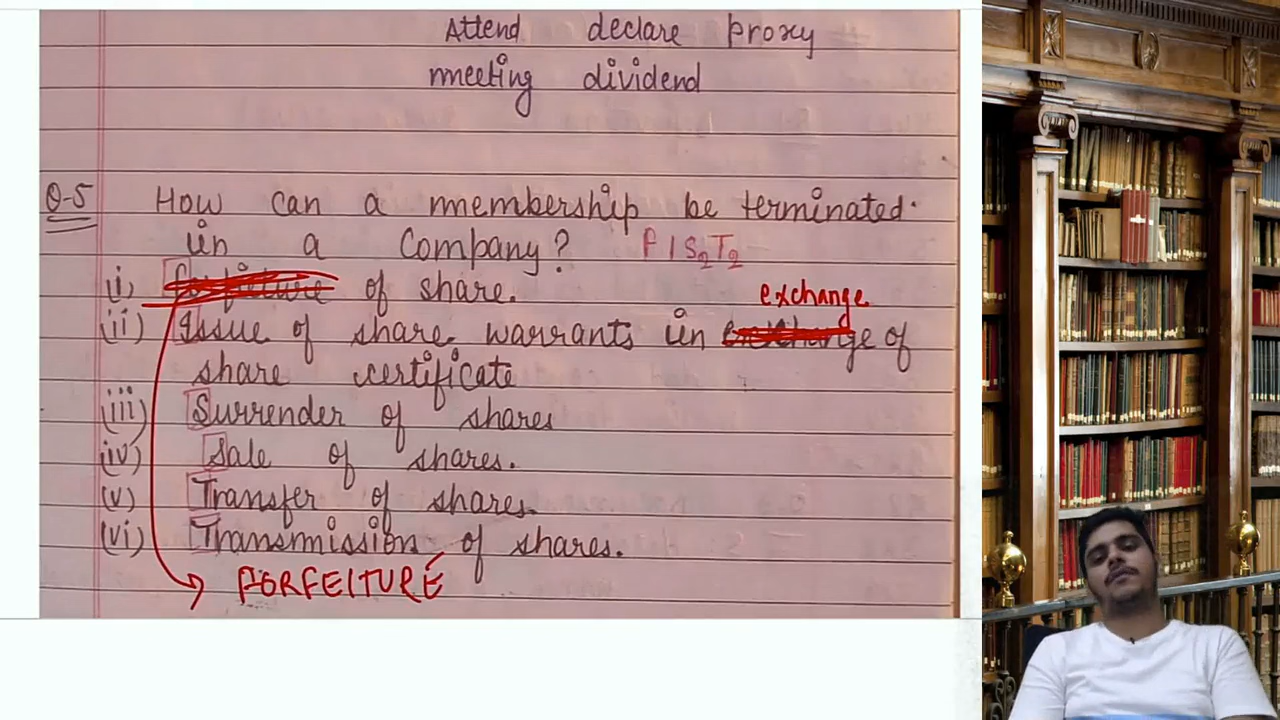 Attend declare proxy
meeting dividend
Q-5 How can a membership be terminated.
in a Company? F I S2 T2
(i) of share.
exchange
(ii) Issue of share warrants in of
share certificate
(iii) Surrender of shares
(iv) Sale of shares.
(v) Transfer of shares.
(vi) Transmission of shares.
FORFEITURE